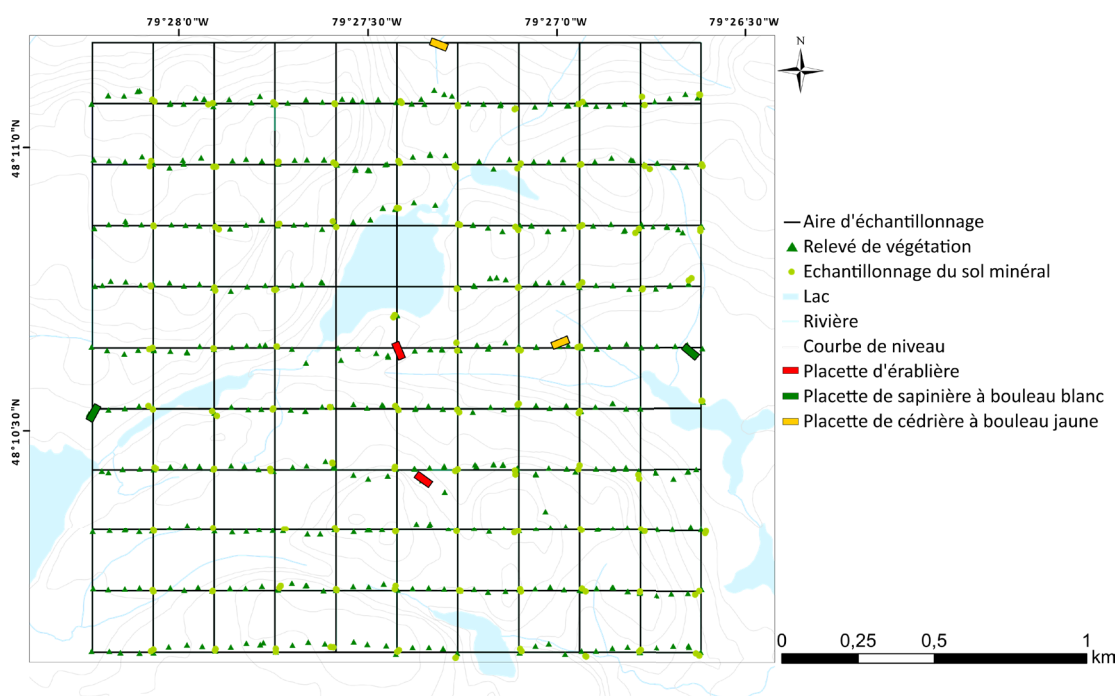 79°28'0"W 79°27'30"W 79°27'0"W 79°26'30"W
N
48°11'0"N
48°10'30"N
Aire d'échantillonnage
Relevé de végétation
Echantillonnage du sol minéral
Lac
Rivière
Courbe de niveau
Placette d'érablière
Placette de sapinière à bouleau blanc
Placette de cédrière à bouleau jaune
0 0,25 0,5 1
km